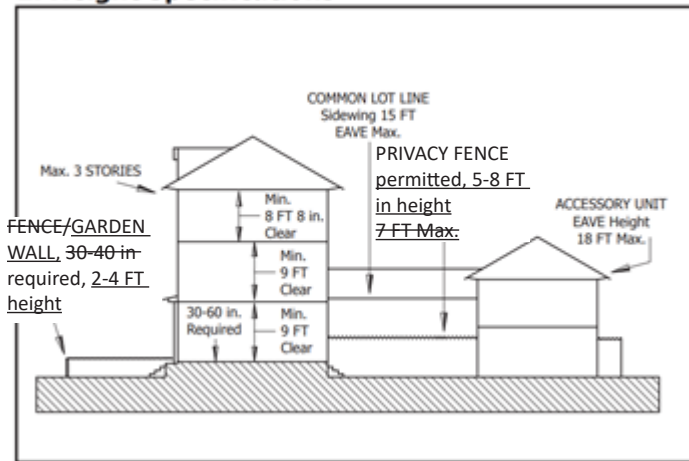 COMMON LOT LINE
Sidewing 15 FT
EAVE Max.
Max. 3 STORIES
PRIVACY FENCE
permitted, 5-8 FT
in height
7 FT Max.
ACCESSORY UNIT
EAVE Height
18 FT Max.
FENCE/GARDEN
WALL, 30-40 in
required, 2-4 FT
height
Min.
8 FT 8 in.
Clear
Min.
9 FT
Clear
30-60 in.
Required
Min.
9 FT
Clear